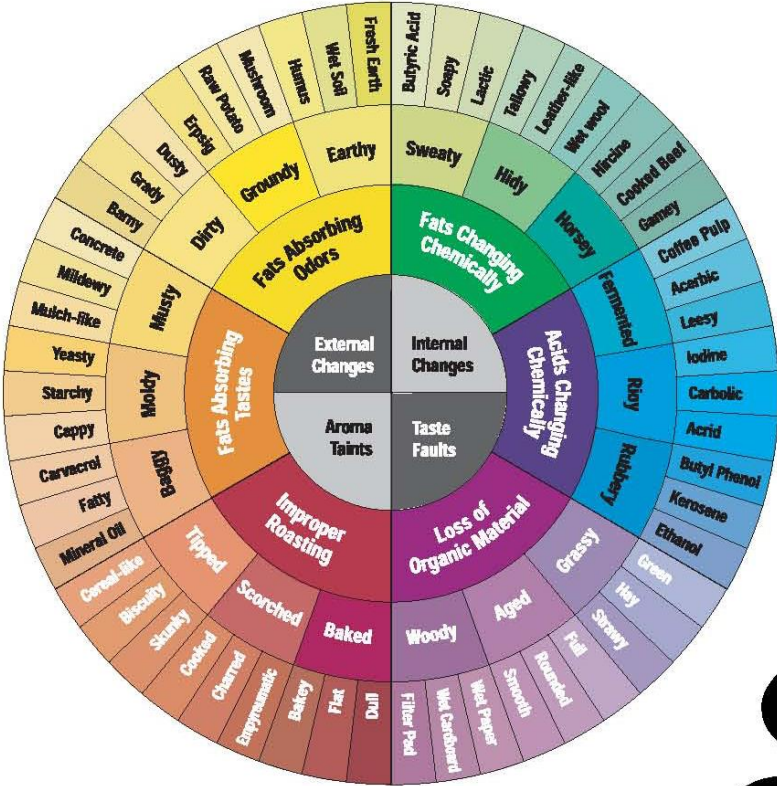 External
Changes
Internal
Changes
Aroma
Taints
Taste
Faults
Fats Changing
Chemically
Acids Changing
Chemically
Loss of
Organic Material
Improper
Roasting
Fats Absorbing
Tastes
Fats Absorbing
Odors
Sweaty
Hidy
Horsey
Fermented
Rioy
Rubbery
Grassy
Aged
Woody
Baked
Scorched
Tipped
Baggy
Moldy
Musty
Dirty
Groundy
Earthy
Butyric Acid
Soapy
Lactic
Tallowy
Leather-like
Wet wool
Hircine
Cooked Beef
Gamey
Coffee Pulp
Acerbic
Leesy
Iodine
Carbolic
Acrid
Butyl Phenol
Kerosene
Ethanol
Green
Hay
Strawy
Full
Rounded
Smooth
Wet Paper
Wet Cardboard
Filter Pad
Dull
Flat
Bakey
Empyreumatic
Charred
Cooked
Skunky
Biscuity
Cereal-like
Mineral Oil
Fatty
Carvacrol
Cappy
Starchy
Yeasty
Mulch-like
Mildewy
Concrete
Barny
Grady
Dusty
Erpsig
Raw Potato
Mushroom
Humus
Wet Soil
Fresh Earth